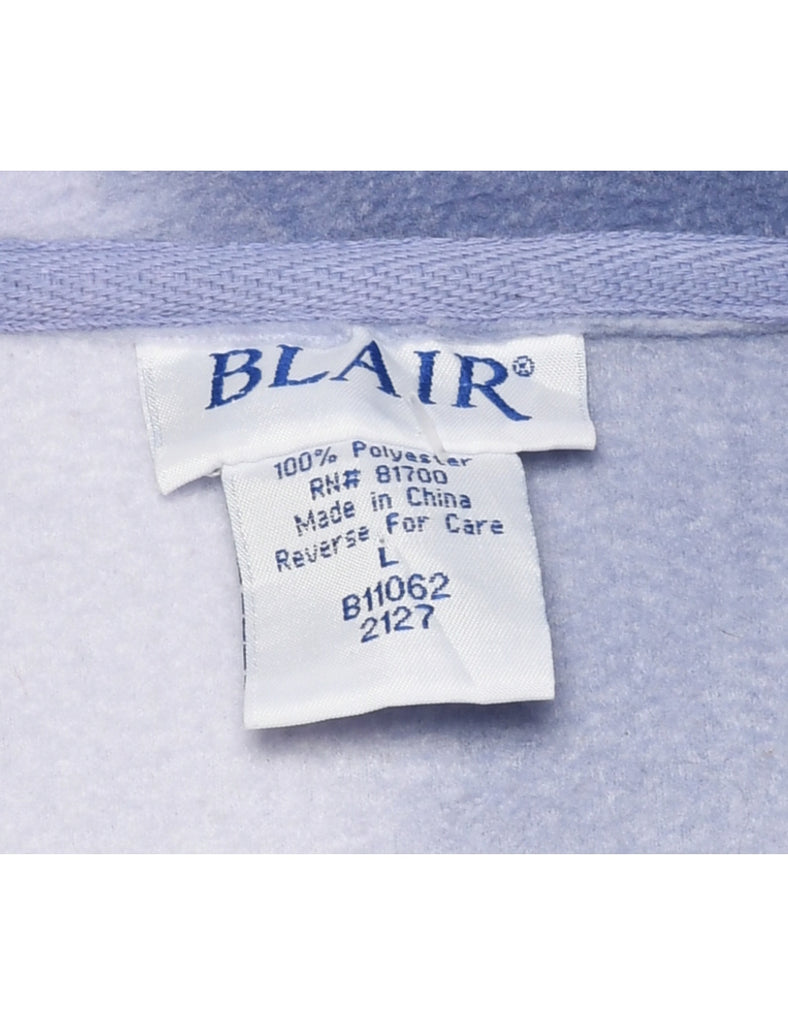 BLAIR®
100% Polyester
RN# 81700
Made in China
Reverse For Care
L
B11062
2127